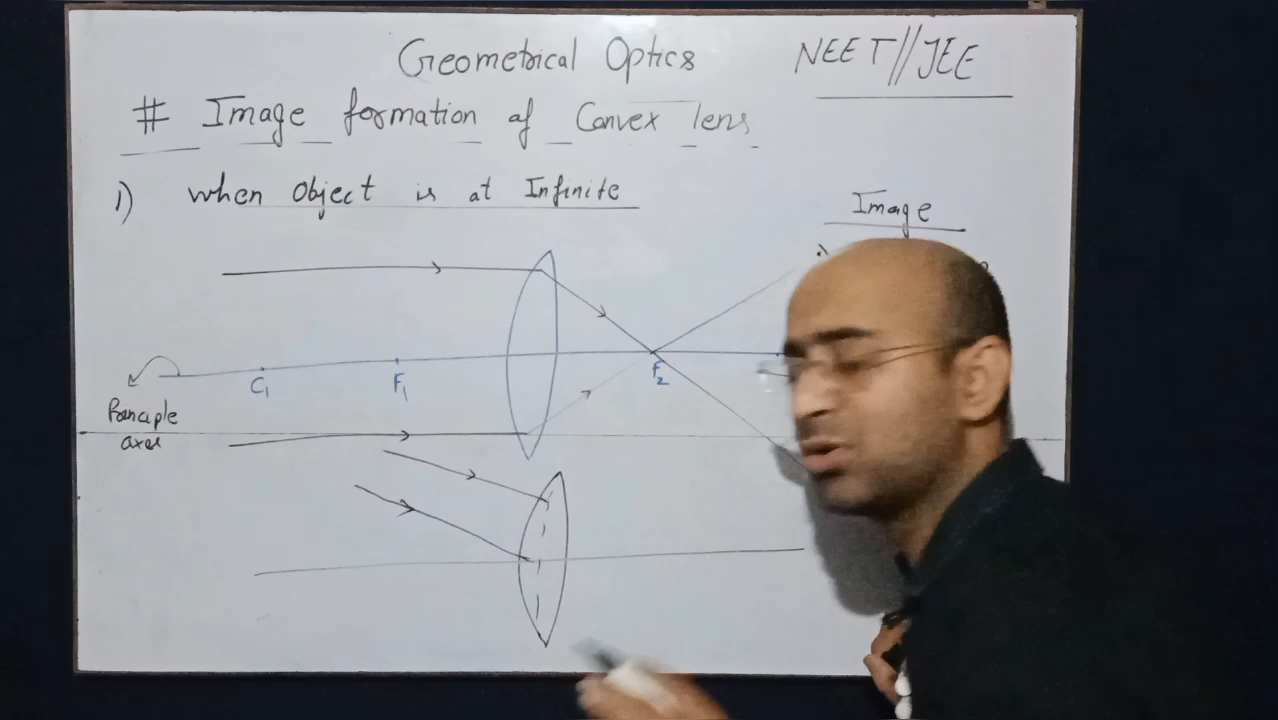 Geometrical Optics
NEET//JEE
# Image formation of Convex lens
1) when Object is at Infinite
Image
C1
F1
f2
Principle
axis